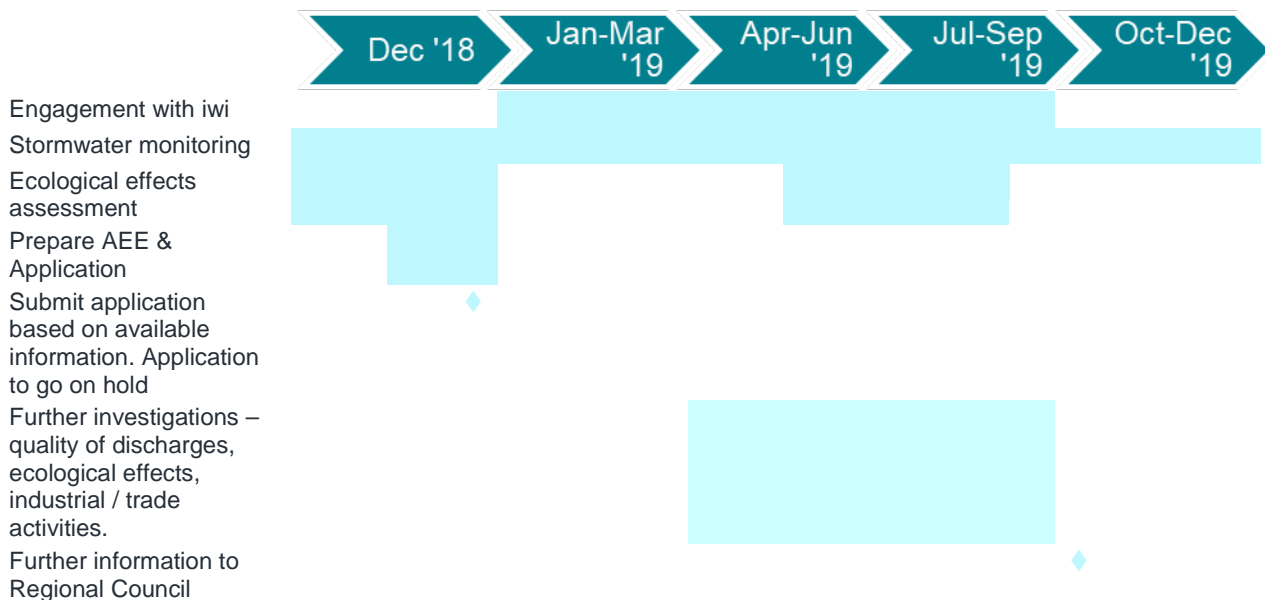 Dec '18
Jan-Mar
'19
Apr-Jun
'19
Jul-Sep
'19
Oct-Dec
'19
Engagement with iwi
Stormwater monitoring
Ecological effects
assessment
Prepare AEE &
Application
Submit application
based on available
information. Application
to go on hold
Further investigations –
quality of discharges,
ecological effects,
industrial / trade
activities.
Further information to
Regional Council